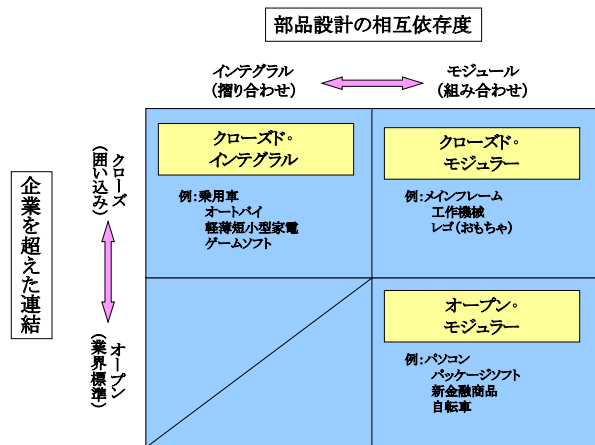 部品設計の相互依存度
インテグラル
(摺り合わせ)
モジュール
(組み合わせ)
企業を超えた連結
クローズ
(囲い込み)
オープン
(業界標準)
クローズド・
インテグラル
例:乗用車
オートバイ
軽薄短小型家電
ゲームソフト
クローズド・
モジュラー
例:メインフレーム
工作機械
レゴ(おもちゃ)
オープン・
モジュラー
例:パソコン
パッケージソフト
新金融商品
自転車